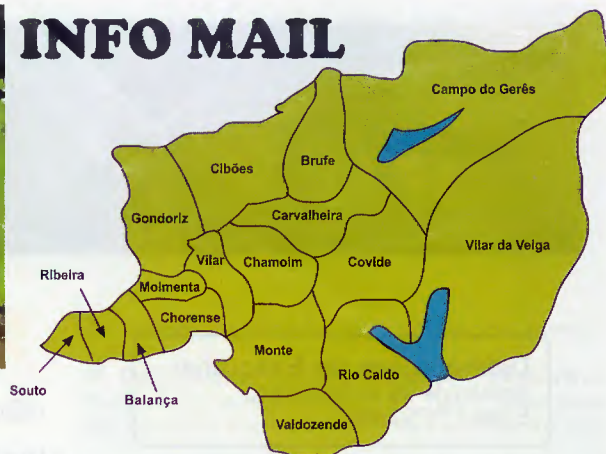 INFO MAIL
Campo do Gerês
Cibões
Brufe
Carvalheira
Gondoriz
Vilar da Veiga
Vilar
Chamoim
Covide
Ribeira
Moimenta
Chorense
Monte
Rio Caldo
Souto
Balança
Valdozende